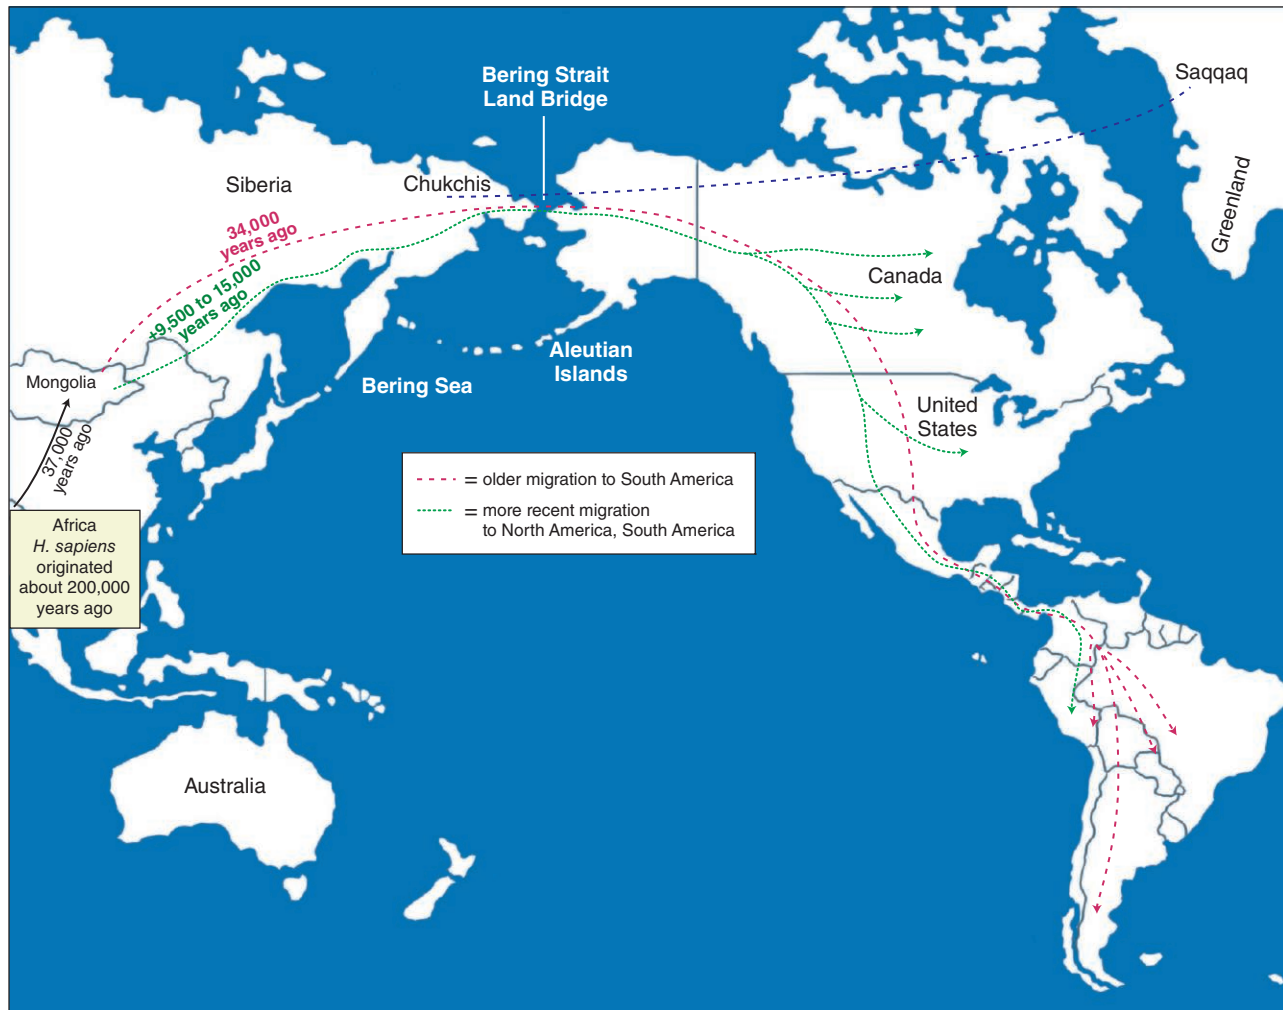 Bering Strait
Land Bridge
Saqqaq
Siberia
Chukchis
Greenland
34,000
years ago
+9,500 to 15,000
years ago
Canada
Mongolia
Aleutian
Islands
Bering Sea
United
States
37,000
years ago
= older migration to South America
= more recent migration
to North America, South America
Africa
H. sapiens
originated
about 200,000
years ago
Australia